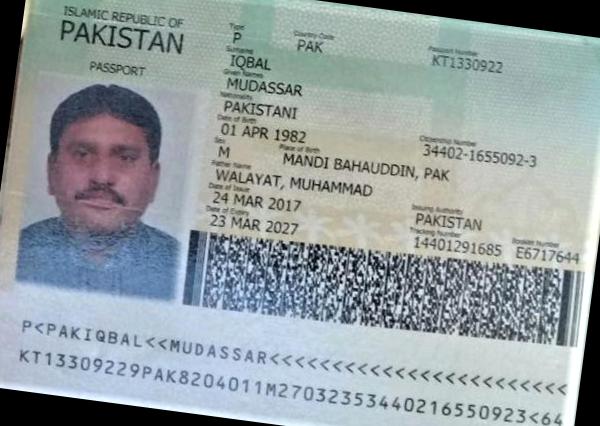 ISLAMIC REPUBLIC OF
PAKISTAN
PASSPORT
Type
P
Country Code
PAK
Passport Number
KT1330922
Surname
IQBAL
Given Names
MUDASSAR
Nationality
PAKISTANI
Date of Birth
01 APR 1982
Citizenship Number
34402-1655092-3
Sex
M
Place of Birth
MANDI BAHAUDDIN, PAK
Father Name
WALAYAT, MUHAMMAD
Date of Issue
24 MAR 2017
Issuing Authority
PAKISTAN
Date of Expiry
23 MAR 2027
Tracking Number
14401291685
Booklet Number
E6717644
P<PAKIQBAL<<MUDASSAR<<<<<<<<<<<<<<<<<<<<<<<<
KT13309229PAK8204011M27032353440216550923<64